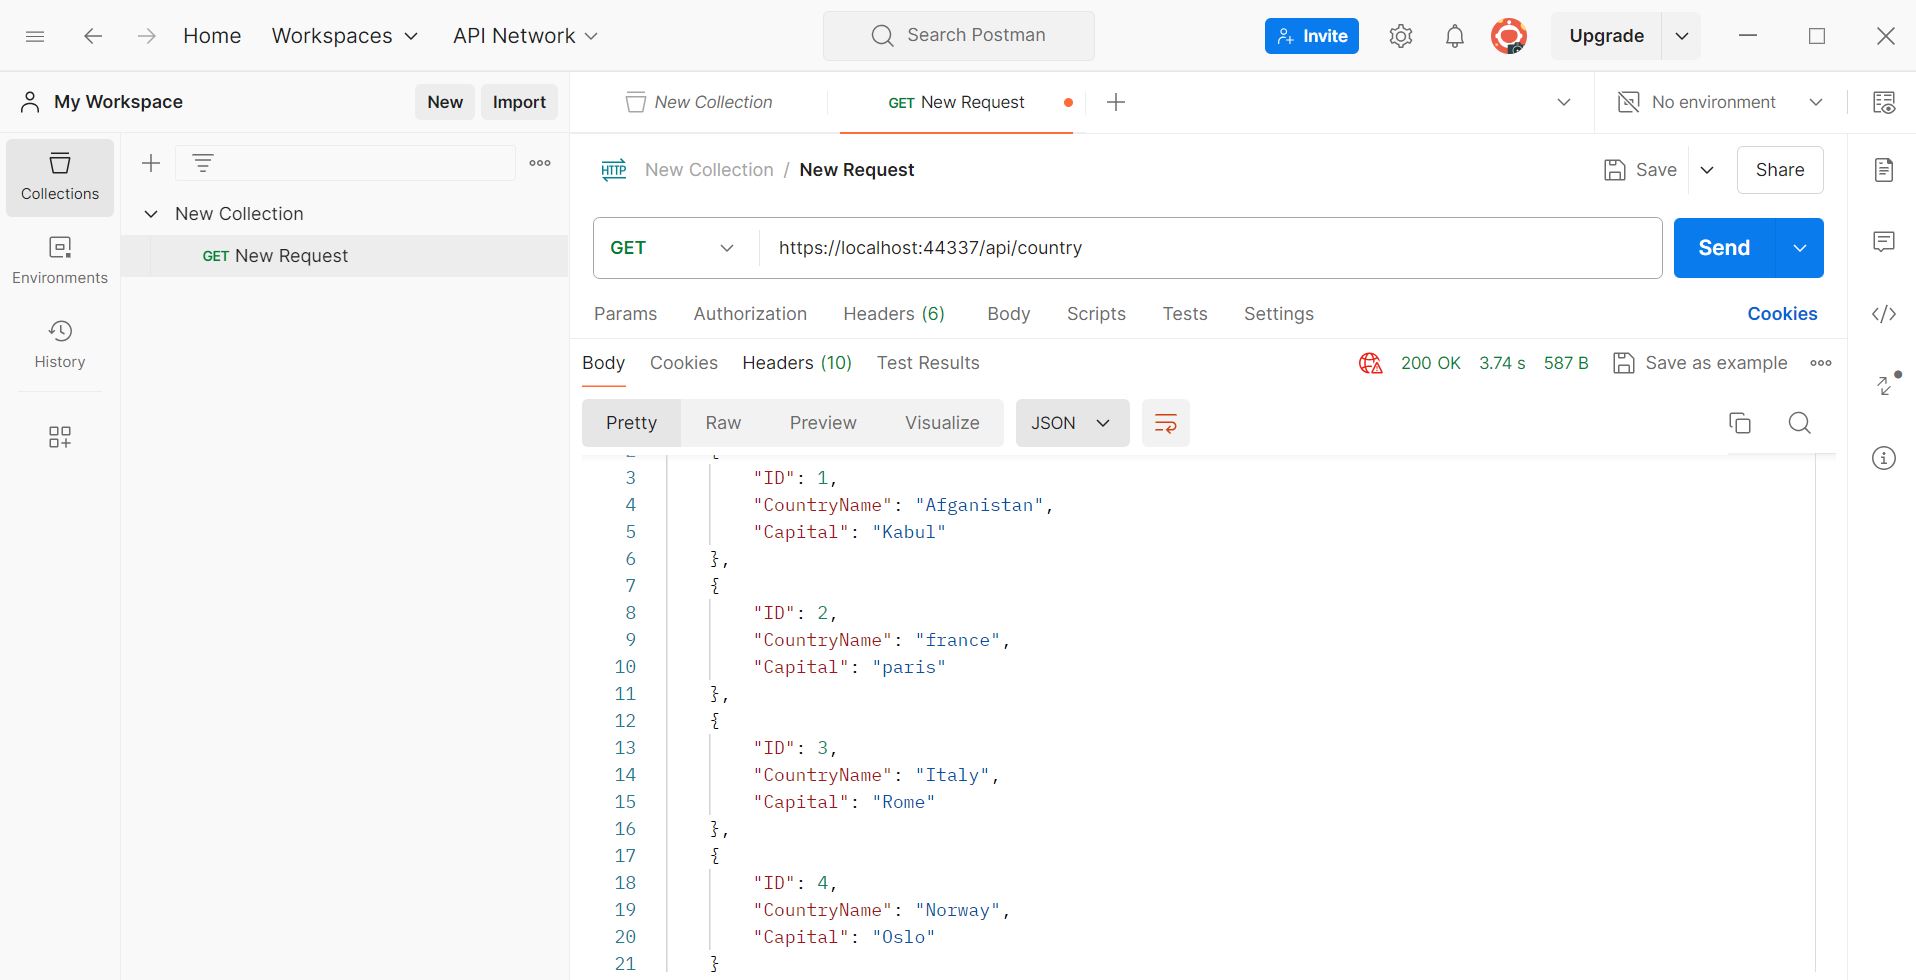 Home Workspaces API Network Search Postman Invite Upgrade
My Workspace New Import
New Collection GET New Request No environment
Collections
Environments
History
New Collection
GET New Request
HTTP New Collection / New Request Save Share
GET https://localhost:44337/api/country Send
Params Authorization Headers (6) Body Scripts Tests Settings Cookies
Body Cookies Headers (10) Test Results 200 OK 3.74 s 587 B Save as example
Pretty Raw Preview Visualize JSON
2 {
3 "ID": 1,
4 "CountryName": "Afganistan",
5 "Capital": "Kabul"
6 },
7 {
8 "ID": 2,
9 "CountryName": "france",
10 "Capital": "paris"
11 },
12 {
13 "ID": 3,
14 "CountryName": "Italy",
15 "Capital": "Rome"
16 },
17 {
18 "ID": 4,
19 "CountryName": "Norway",
20 "Capital": "Oslo"
21 }